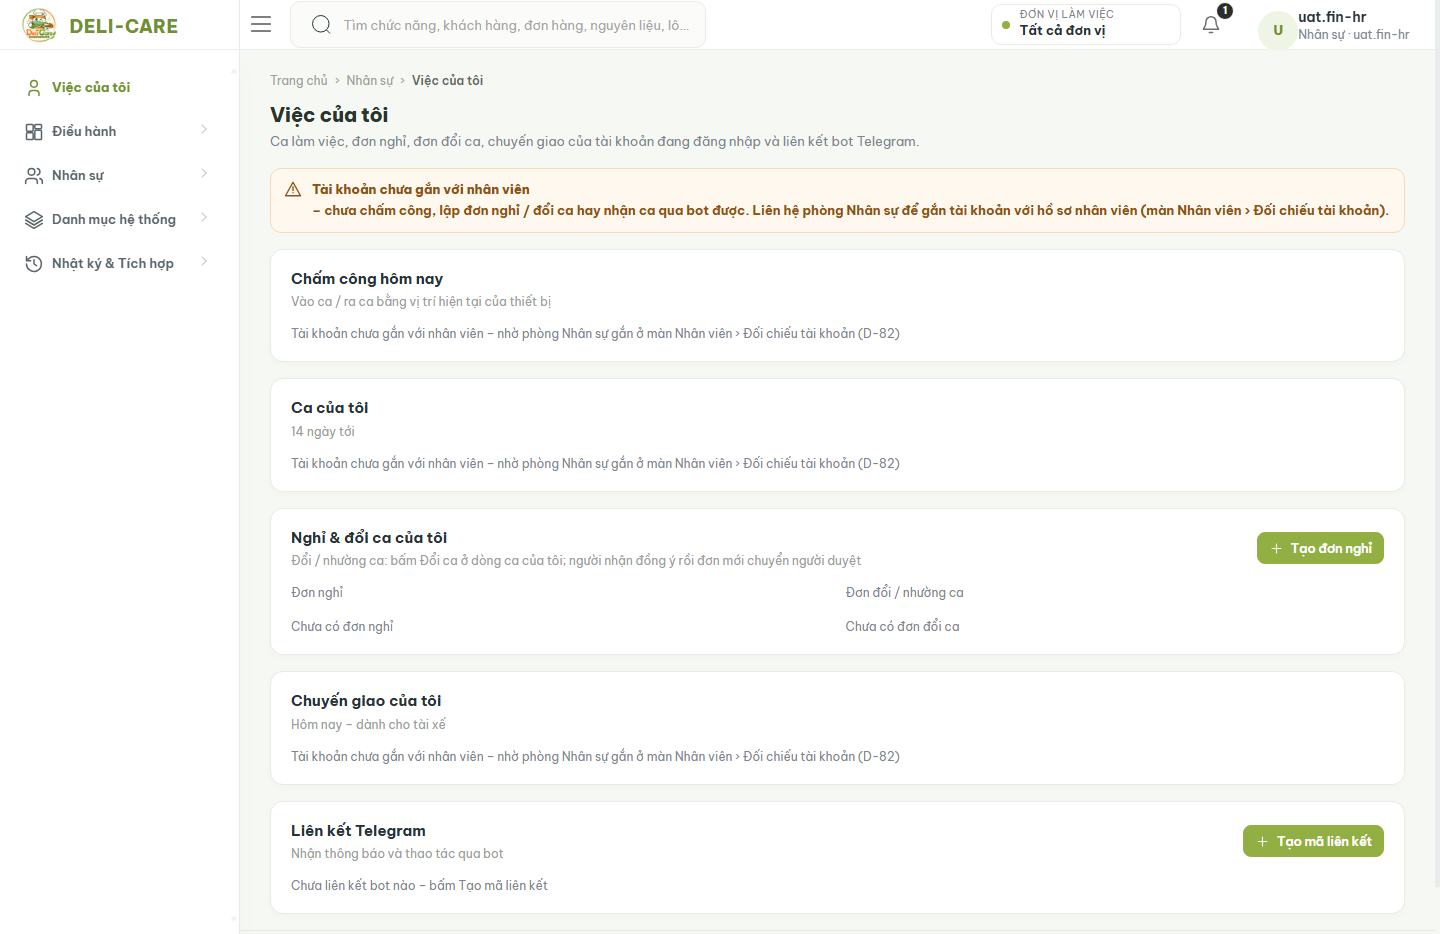 DELI-CARE
Tìm chức năng, khách hàng, đơn hàng, nguyên liệu, lô...
ĐƠN VỊ LÀM VIỆC
Tất cả đơn vị
1
U
uat.fin-hr
Nhân sự · uat.fin-hr
Việc của tôi
Điều hành
Nhân sự
Danh mục hệ thống
Nhật ký & Tích hợp
Trang chủ › Nhân sự › Việc của tôi
Việc của tôi
Ca làm việc, đơn nghỉ, đơn đổi ca, chuyến giao của tài khoản đang đăng nhập và liên kết bot Telegram.
Tài khoản chưa gắn với nhân viên
– chưa chấm công, lập đơn nghỉ / đổi ca hay nhận ca qua bot được. Liên hệ phòng Nhân sự để gắn tài khoản với hồ sơ nhân viên (màn Nhân viên › Đối chiếu tài khoản).
Chấm công hôm nay
Vào ca / ra ca bằng vị trí hiện tại của thiết bị
Tài khoản chưa gắn với nhân viên – nhờ phòng Nhân sự gắn ở màn Nhân viên › Đối chiếu tài khoản (D-82)
Ca của tôi
14 ngày tới
Tài khoản chưa gắn với nhân viên – nhờ phòng Nhân sự gắn ở màn Nhân viên › Đối chiếu tài khoản (D-82)
Nghỉ & đổi ca của tôi
Đổi / nhường ca: bấm Đổi ca ở dòng ca của tôi; người nhận đồng ý rồi đơn mới chuyển người duyệt
+ Tạo đơn nghỉ
Đơn nghỉ
Đơn đổi / nhường ca
Chưa có đơn nghỉ
Chưa có đơn đổi ca
Chuyến giao của tôi
Hôm nay – dành cho tài xế
Tài khoản chưa gắn với nhân viên – nhờ phòng Nhân sự gắn ở màn Nhân viên › Đối chiếu tài khoản (D-82)
Liên kết Telegram
Nhận thông báo và thao tác qua bot
+ Tạo mã liên kết
Chưa liên kết bot nào – bấm Tạo mã liên kết